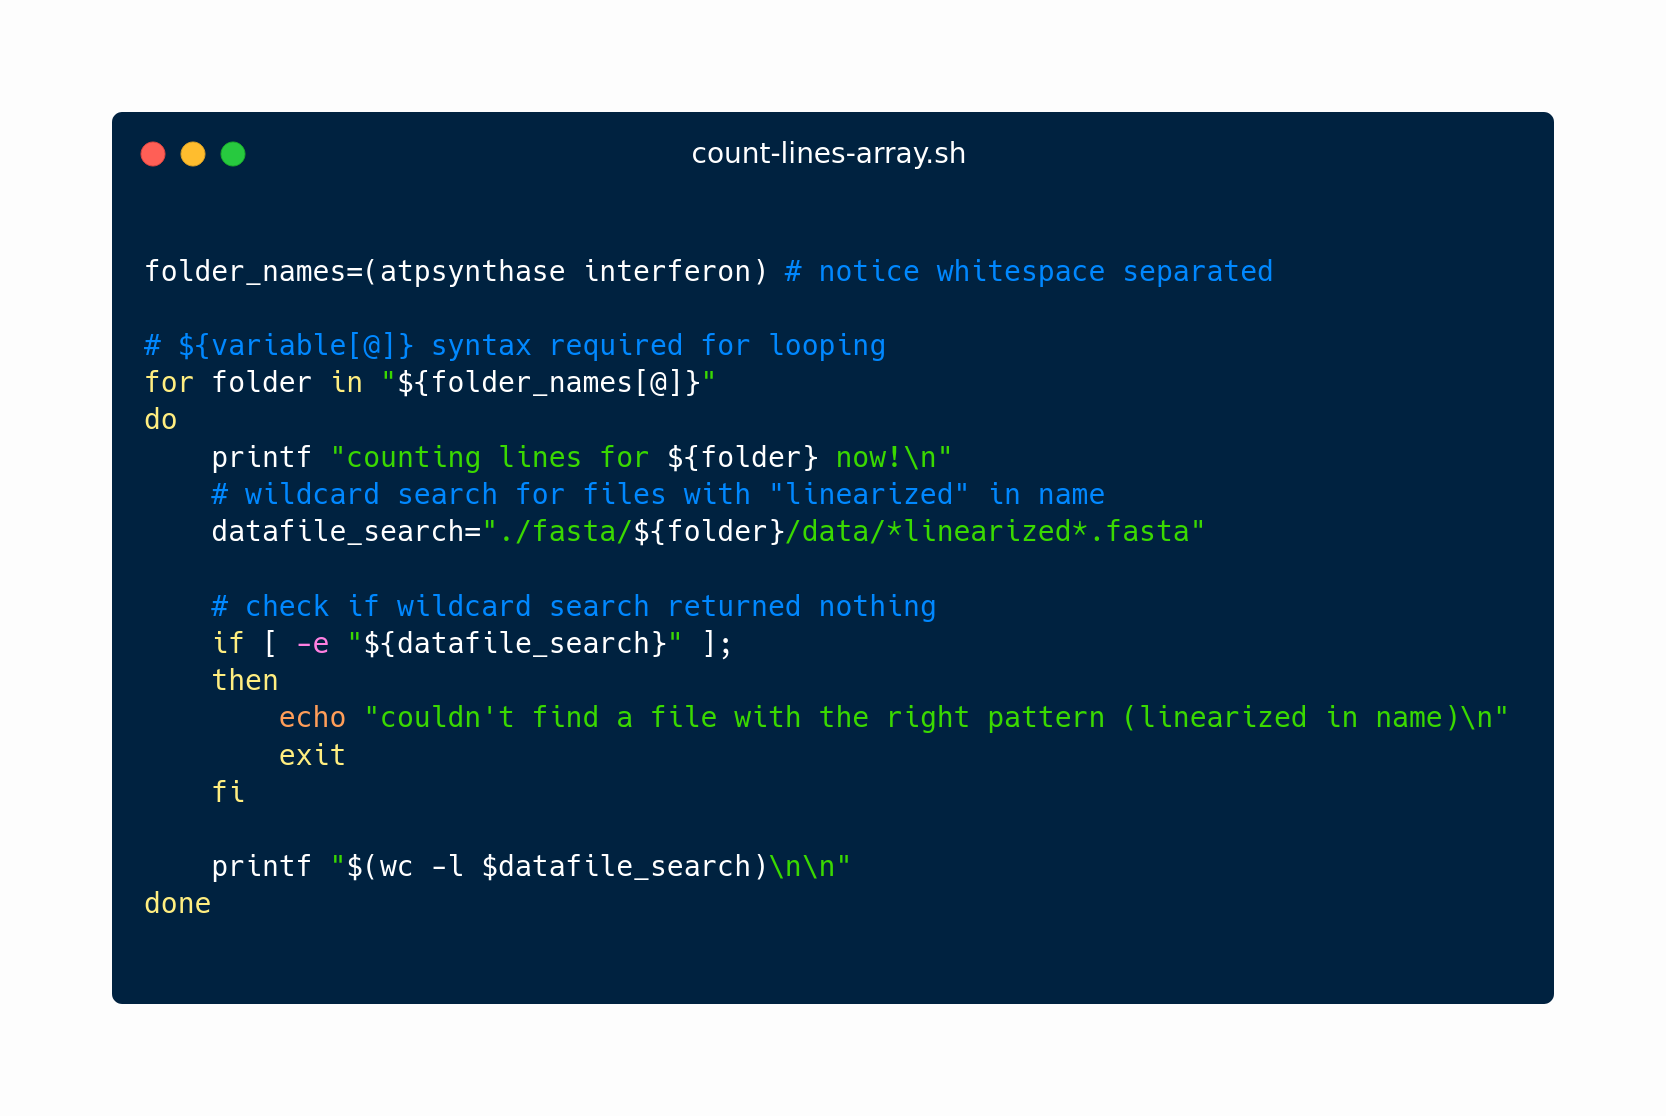 count-lines-array.sh
folder_names=(atpsynthase interferon) # notice whitespace separated
# ${variable[@]} syntax required for looping
for folder in "${folder_names[@]}"
do
    printf "counting lines for ${folder} now!\n"
    # wildcard search for files with "linearized" in name
    datafile_search="./fasta/${folder}/data/*linearized*.fasta"
    # check if wildcard search returned nothing
    if [ -e "${datafile_search}" ];
    then
        echo "couldn't find a file with the right pattern (linearized in name)\n"
        exit
    fi
    printf "$(wc -l $datafile_search)\n\n"
done